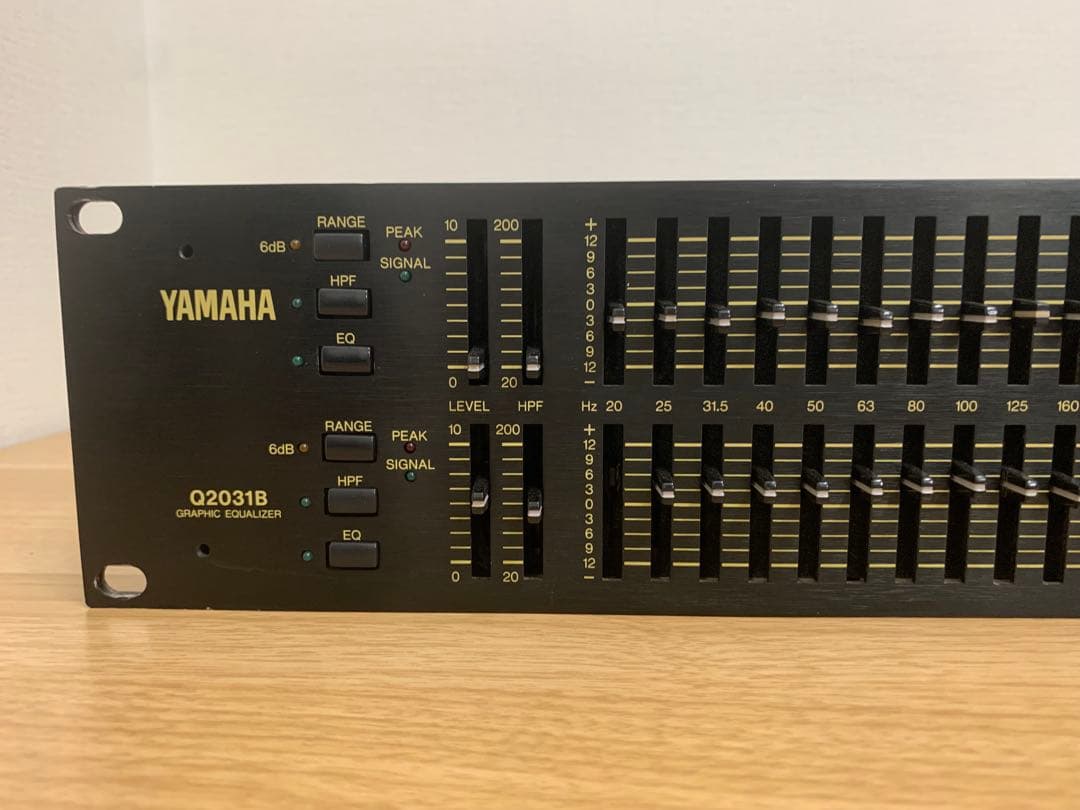 RANGE
6dB
PEAK
SIGNAL
HPF
EQ
YAMAHA
10 200
0 20
LEVEL HPF
+
12
9
6
3
0
3
6
9
12
-
Hz 20 25 31.5 40 50 63 80 100 125 160
RANGE
6dB
PEAK
SIGNAL
HPF
EQ
Q2031B
GRAPHIC EQUALIZER
10 200
0 20
+
12
9
6
3
0
3
6
9
12
-